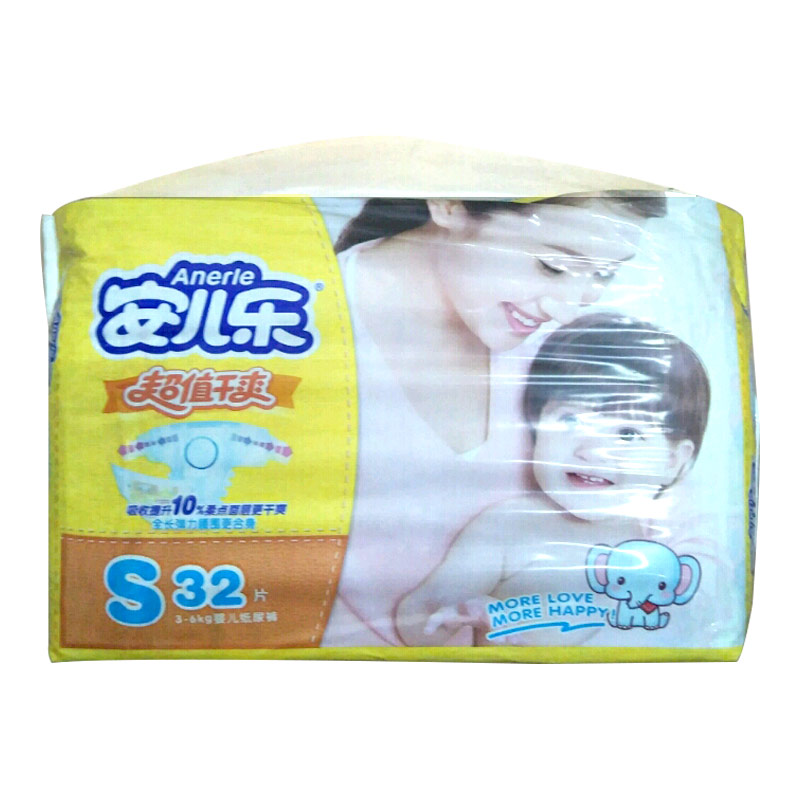 Anerle
安儿乐®
超值干爽
吸收提升10%柔点面层更干爽
全长弹力腰围更合身
S 32片
3-6kg婴儿纸尿裤
MORE LOVE
MORE HAPPY!